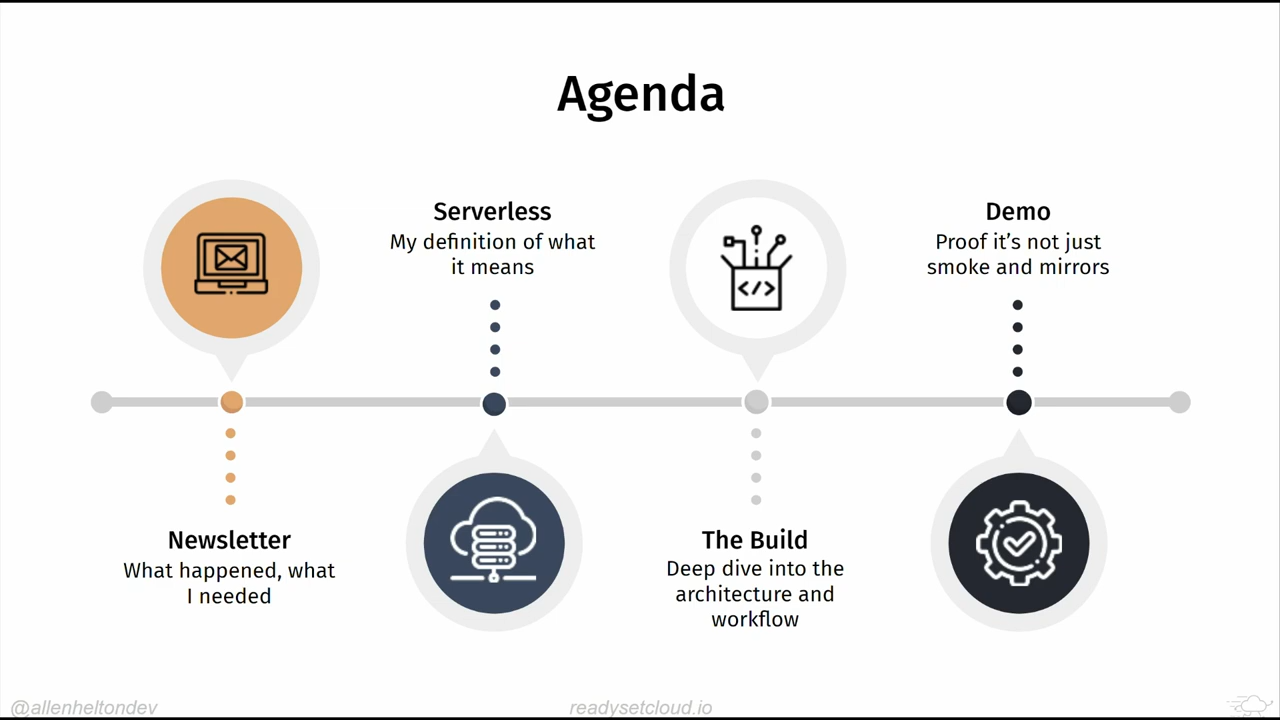 Agenda
Newsletter
What happened, what
I needed
Serverless
My definition of what
it means
The Build
Deep dive into the
architecture and
workflow
Demo
Proof it’s not just
smoke and mirrors
</>
@allenheltondev
readysetcloud.io